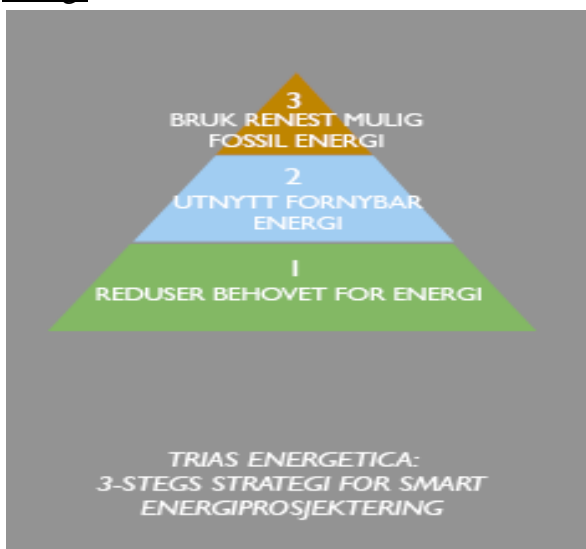 3
BRUK RENEST MULIG
FOSSIL ENERGI
2
UTNYTT FORNYBAR
ENERGI
1
REDUSER BEHOVET FOR ENERGI
TRIAS ENERGETICA:
3-STEGS STRATEGI FOR SMART
ENERGIPROSJEKTERING